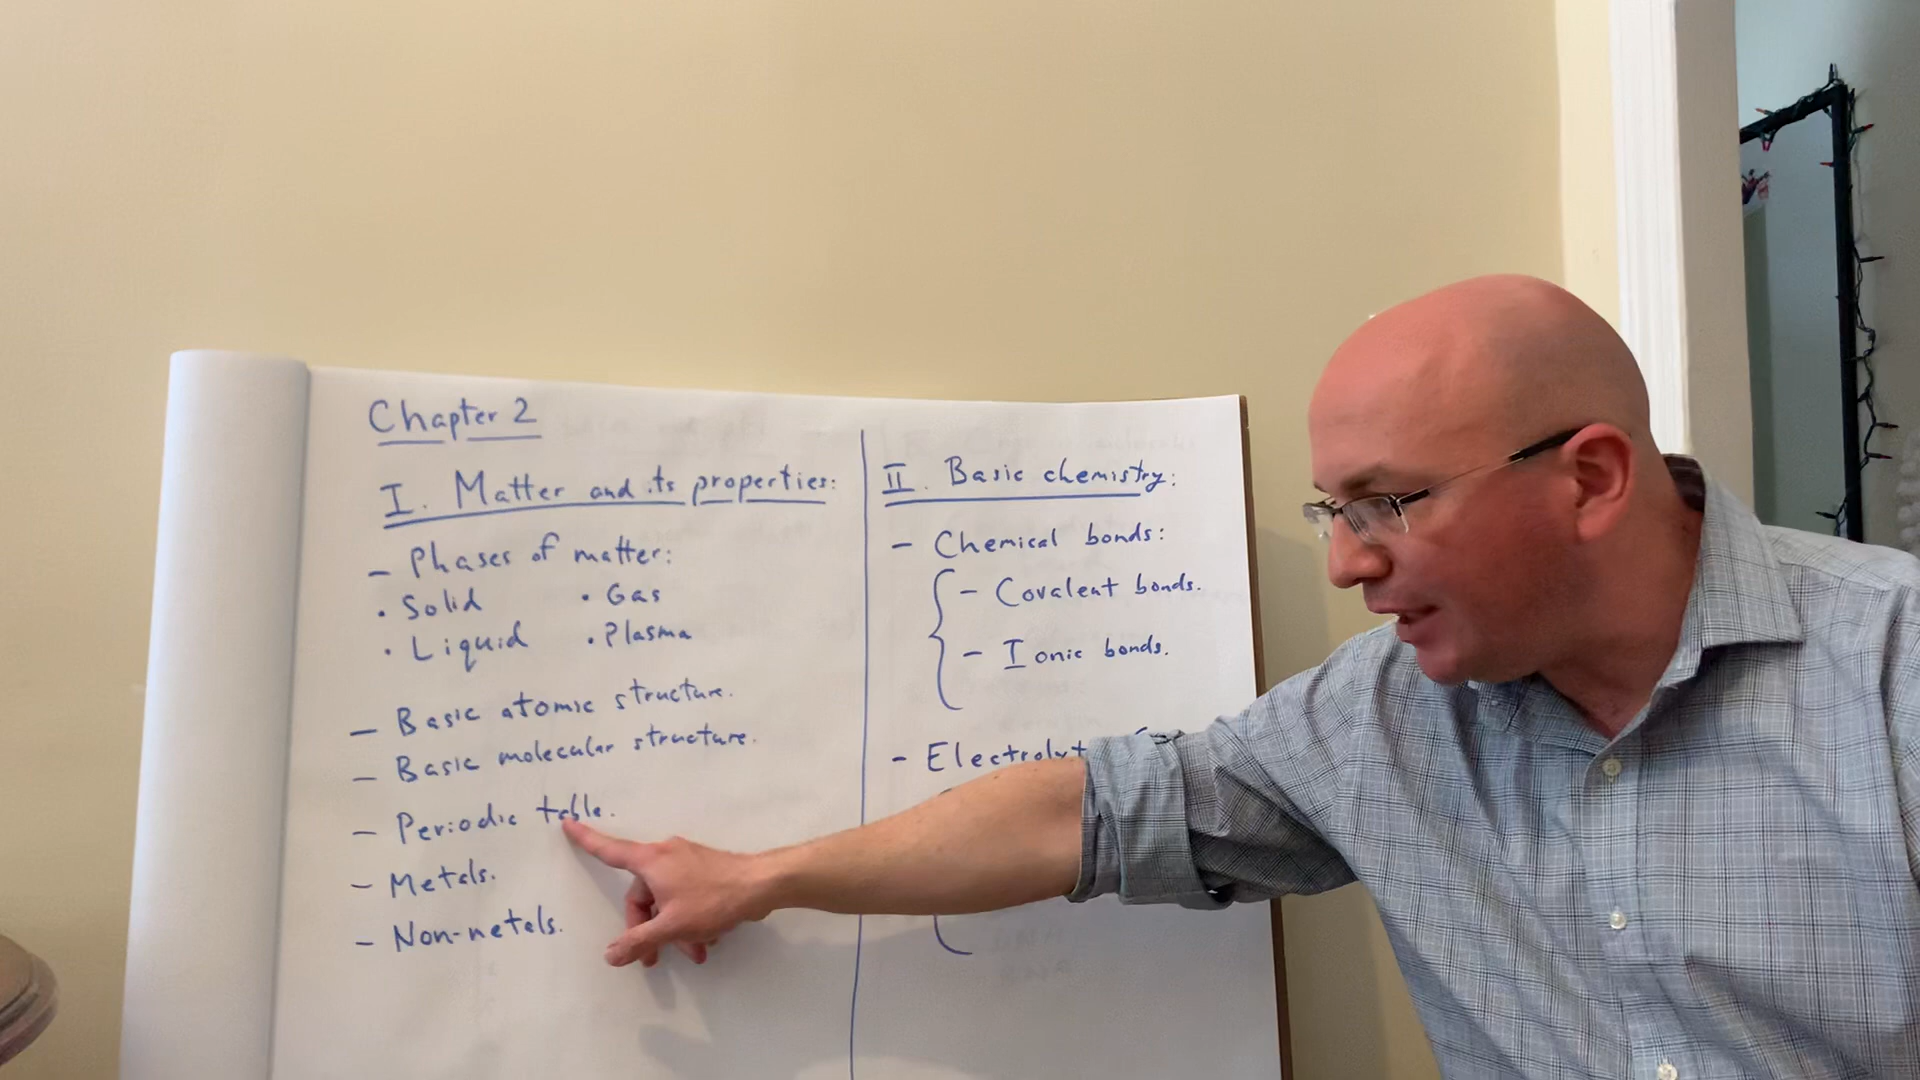 Chapter 2
I. Matter and its properties:
- Phases of matter:
• Solid • Gas
• Liquid • Plasma
- Basic atomic structure.
- Basic molecular structure.
- Periodic table.
- Metals.
- Non-metals.
II. Basic chemistry:
- Chemical bonds:
- Covalent bonds.
- Ionic bonds.
-